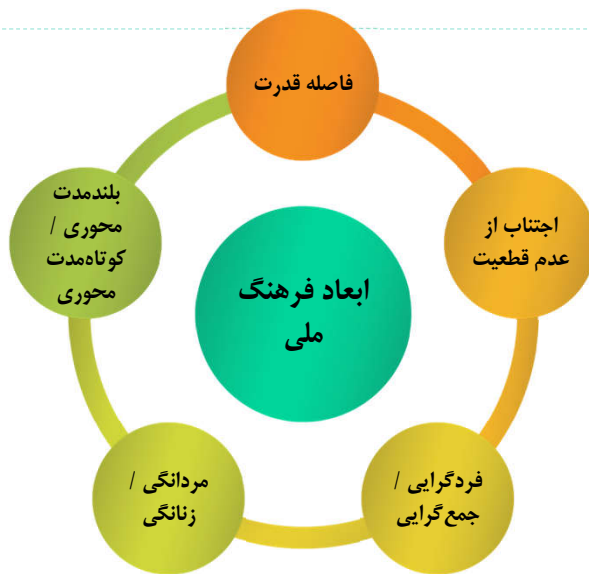 فاصله قدرت
اجتناب از
عدم قطعیت
فردگرایی /
جمع‌گرایی
مردانگی /
زنانگی
بلندمدت
محوری /
کوتاه‌مدت
محوری
ابعاد فرهنگ
ملی